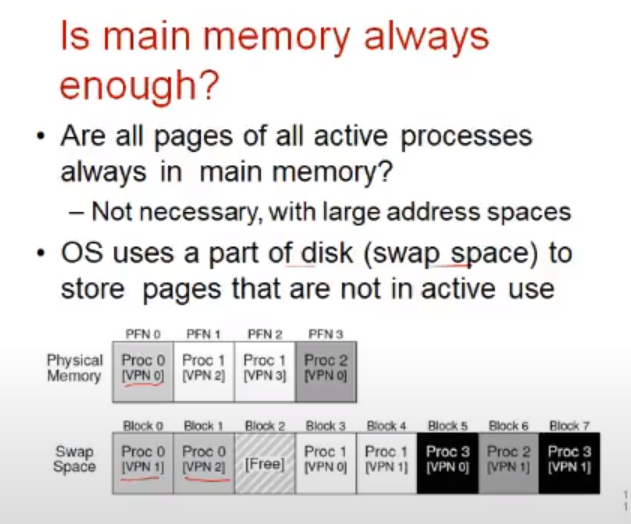 Is main memory always
enough?
• Are all pages of all active processes
always in main memory?
– Not necessary, with large address spaces
• OS uses a part of disk (swap space) to
store pages that are not in active use
PFN 0 PFN 1 PFN 2 PFN 3
Physical Memory
Proc 0 [VPN 0]
Proc 1 [VPN 2]
Proc 1 [VPN 3]
Proc 2 [VPN 0]
Block 0 Block 1 Block 2 Block 3 Block 4 Block 5 Block 6 Block 7
Swap Space
Proc 0 [VPN 1]
Proc 0 [VPN 2]
[Free]
Proc 1 [VPN 0]
Proc 1 [VPN 1]
Proc 3 [VPN 0]
Proc 2 [VPN 1]
Proc 3 [VPN 1]
1
1